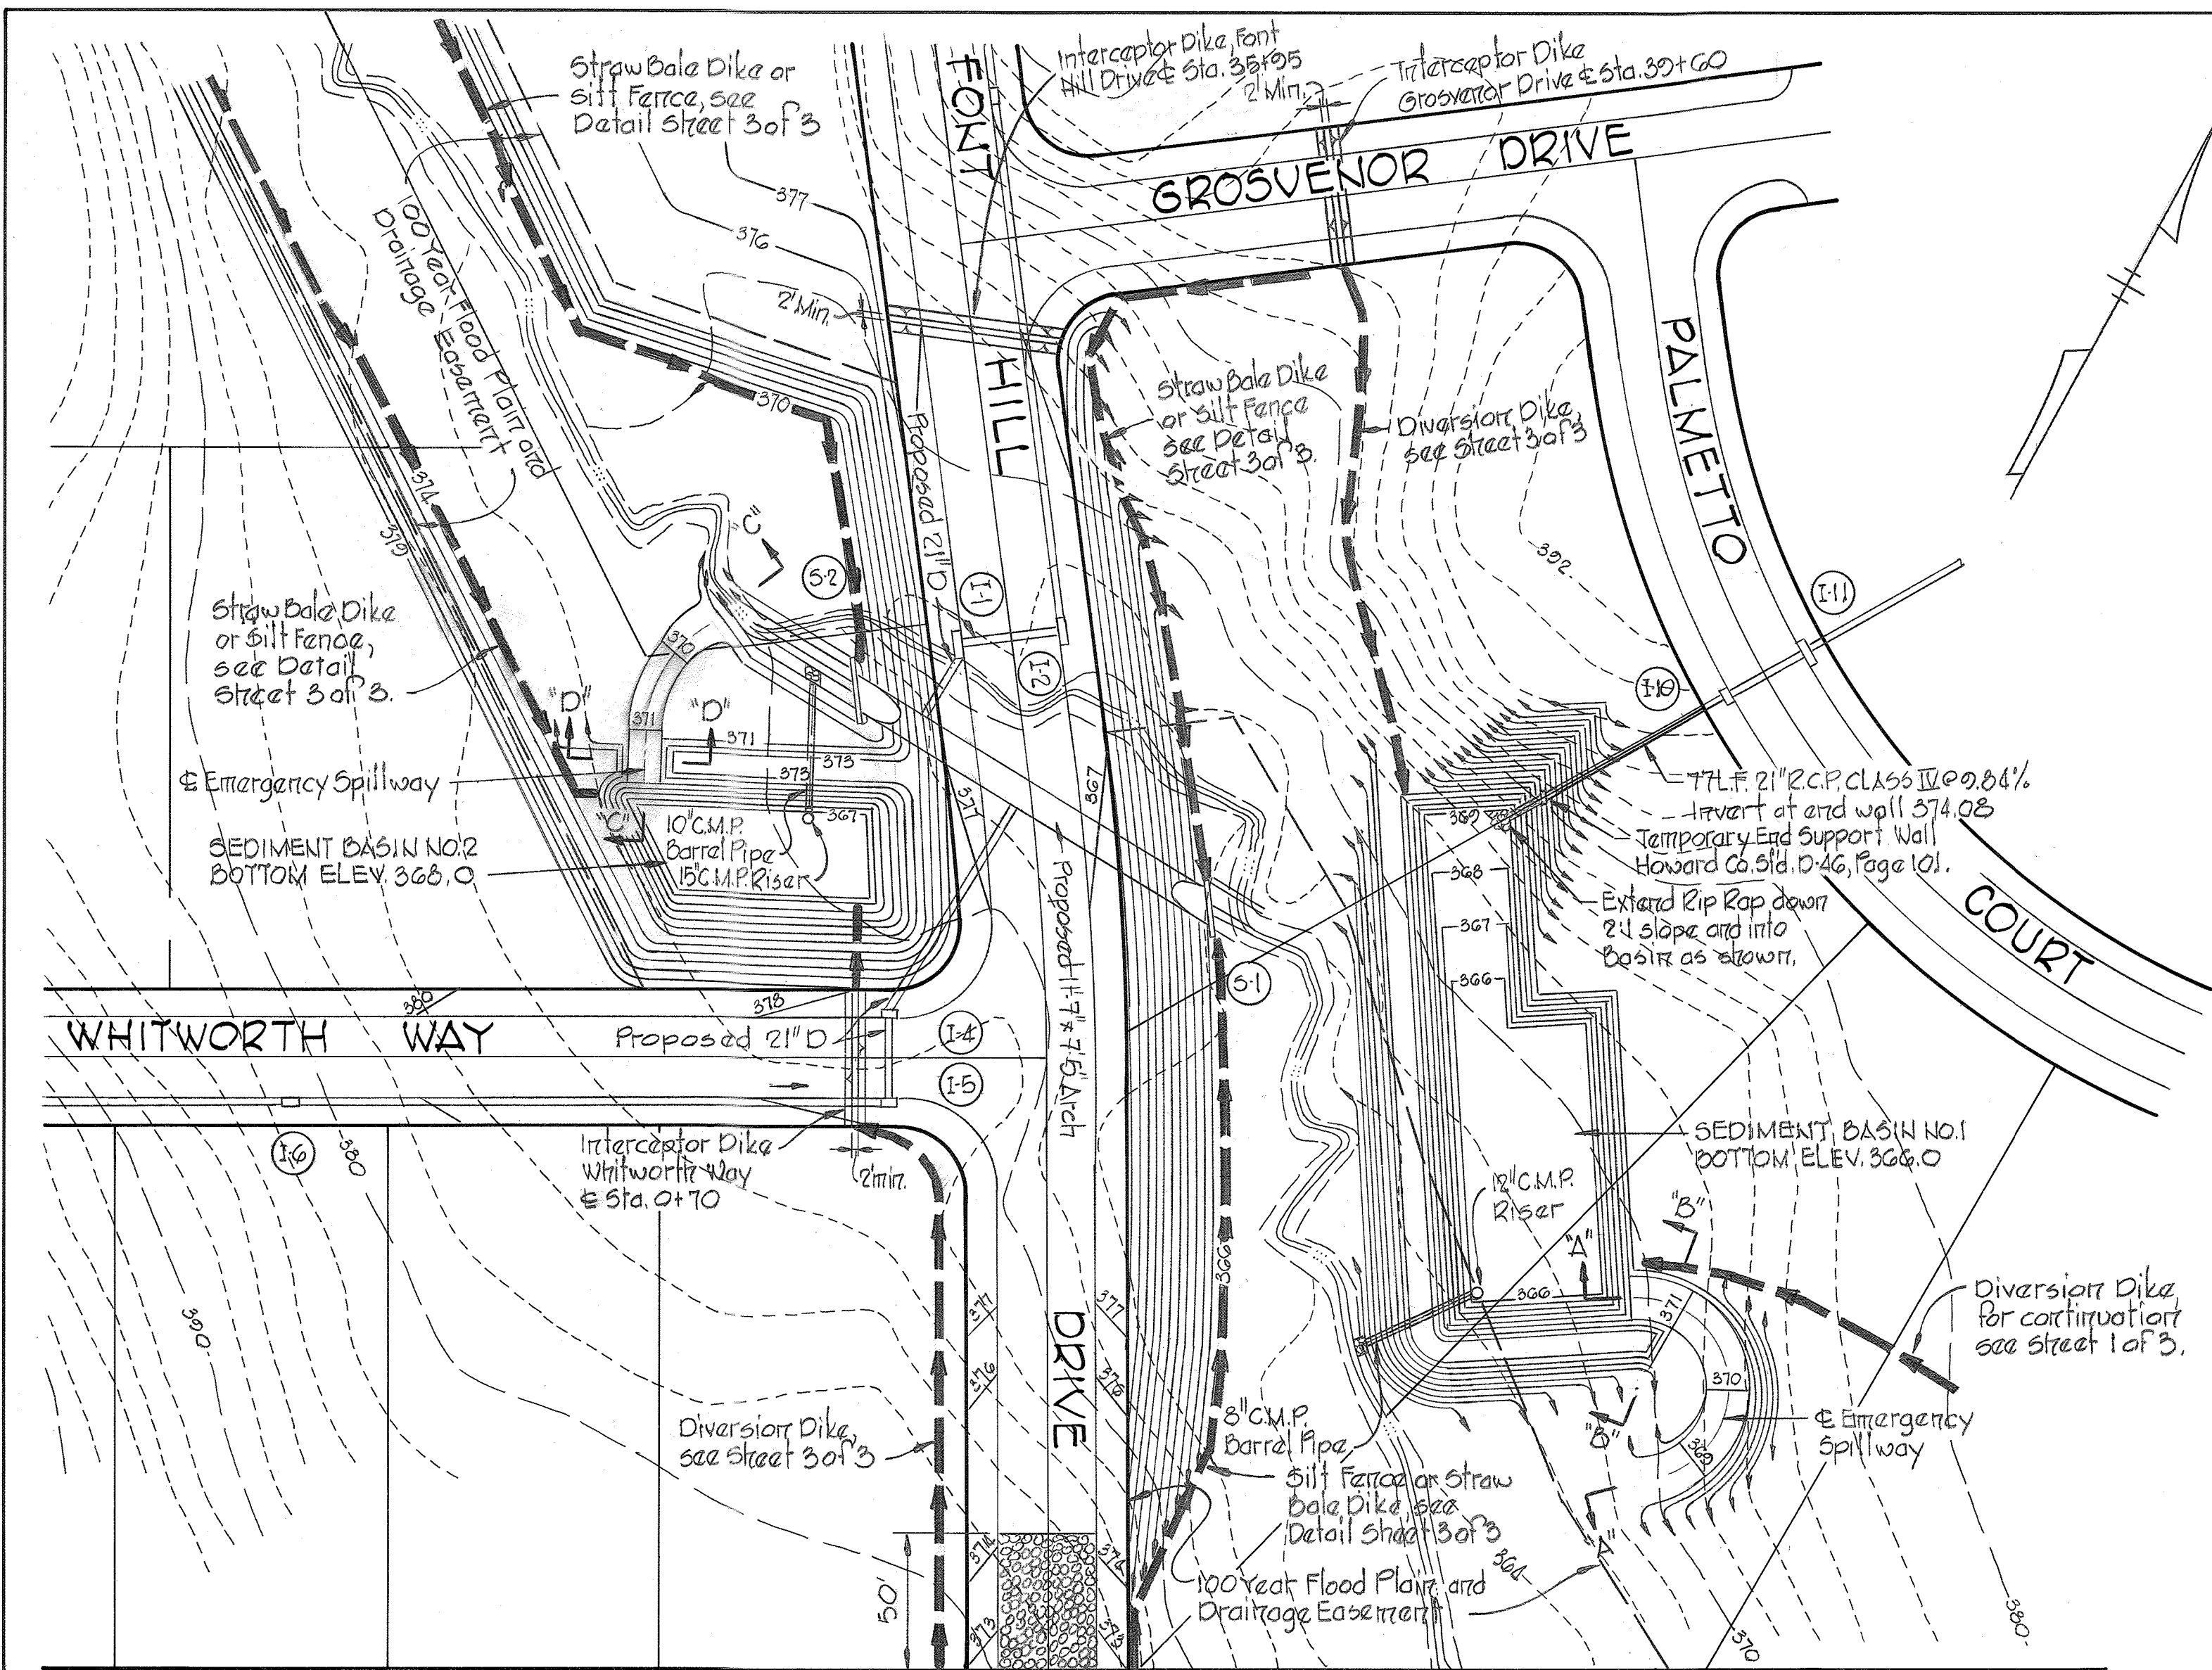 Straw Bale Dike or
Silt Fence, see
Detail Sheet 3 of 3
Interceptor Dike, Font
Hill Drive ℄ Sta. 35+95
2' Min.
Interceptor Dike
Grosvenor Drive ℄ Sta. 39+60
FONT
HILL
DRIVE
GROSVENOR DRIVE
PALMETTO
COURT
100 Year Flood Plain and
Drainage Easement
377
376
2' Min.
370
Proposed 21" D
Straw Bale Dike
or Silt Fence
see Detail
Sheet 3 of 3.
Diversion Dike,
see Sheet 3 of 3
392
374
379
"C"
S-2
I-1
I-2
I-11
I-10
Straw Bale Dike
or Silt Fence,
see Detail
Sheet 3 of 3.
370
"D"
"D"
371
371
373
373
℄ Emergency Spillway
"C"
367
10" C.M.P.
Barrel Pipe
15" C.M.P. Riser
SEDIMENT BASIN NO. 2
BOTTOM ELEV. 368.0
377
367
Proposed 11'-7" x 7'-5" Arch
77 L.F. 21" R.C.P. CLASS IV @ 9.84%
Invert at end wall 374.08
Temporary End Support Wall
Howard Co. Std. D-46, Page 101.
Extend Rip Rap down
2:1 slope and into
Basin as shown.
369
368
367
366
S-1
380
378
WHITWORTH WAY
Proposed 21" D
I-4
I-5
I-6
380
Interceptor Dike
Whitworth Way
℄ Sta. 0+70
2' min.
SEDIMENT BASIN NO. 1
BOTTOM ELEV. 366.0
12" C.M.P.
Riser
"A"
"B"
366
366
371
370
369
Diversion Dike,
for continuation
see Sheet 1 of 3.
390
377
377
376
376
Diversion Dike,
see Sheet 3 of 3
8" C.M.P.
Barrel Pipe
"B"
℄ Emergency
Spillway
Silt Fence or Straw
Bale Dike, see
Detail Sheet 3 of 3
"A"
364
50'
374
374
373
373
100 Year Flood Plain and
Drainage Easement
370
380